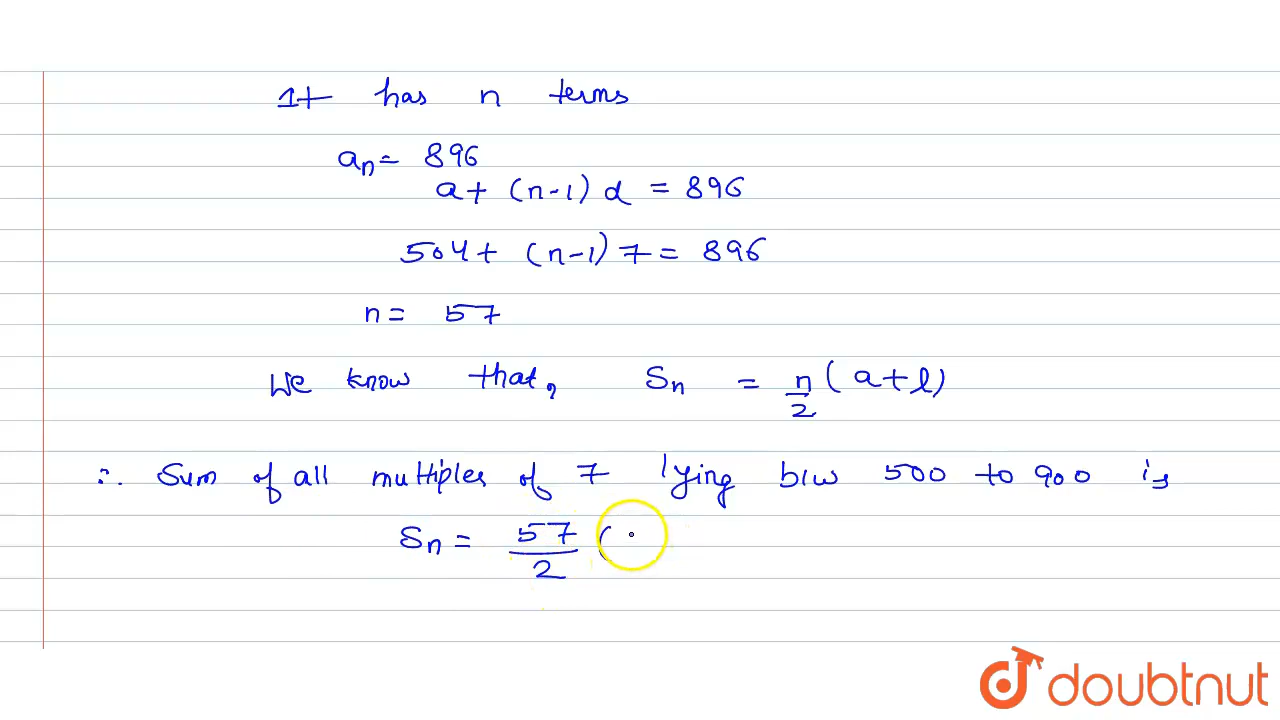 It has n terms
an = 896
a + (n-1) d = 896
504 + (n-1) 7 = 896
n = 57
We know that, Sn = n/2 (a+l)
∴ Sum of all multiples of 7 lying b/w 500 to 900 is
Sn = 57/2 (
doubtnut